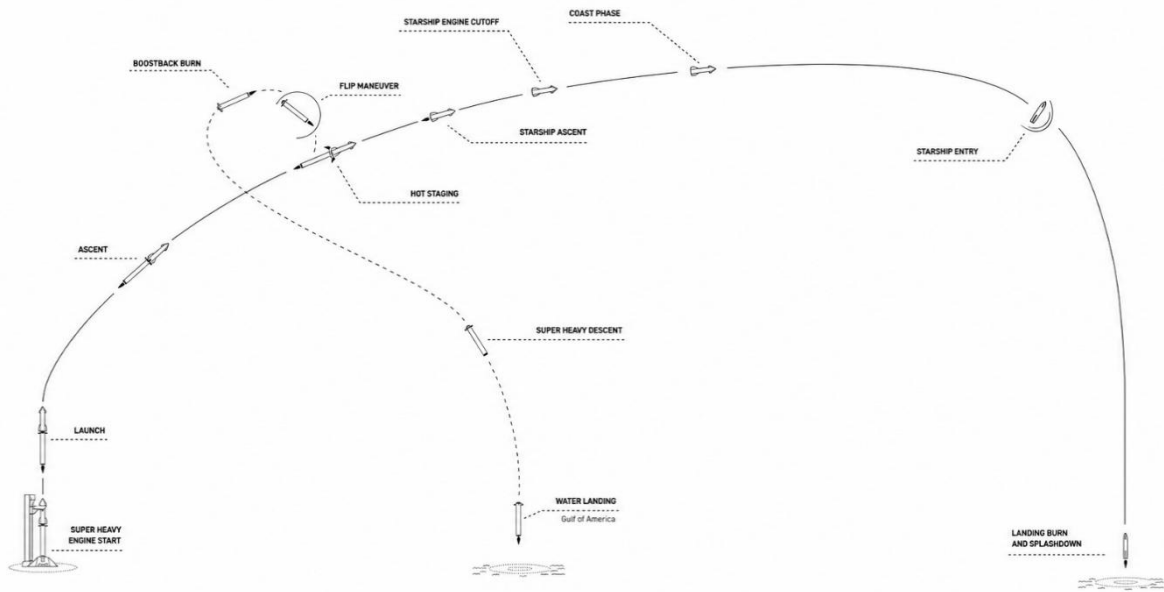 COAST PHASE
STARSHIP ENGINE CUTOFF
BOOSTBACK BURN
FLIP MANEUVER
STARSHIP ASCENT
STARSHIP ENTRY
HOT STAGING
ASCENT
SUPER HEAVY DESCENT
LAUNCH
WATER LANDING
Gulf of America
SUPER HEAVY
ENGINE START
LANDING BURN
AND SPLASHDOWN